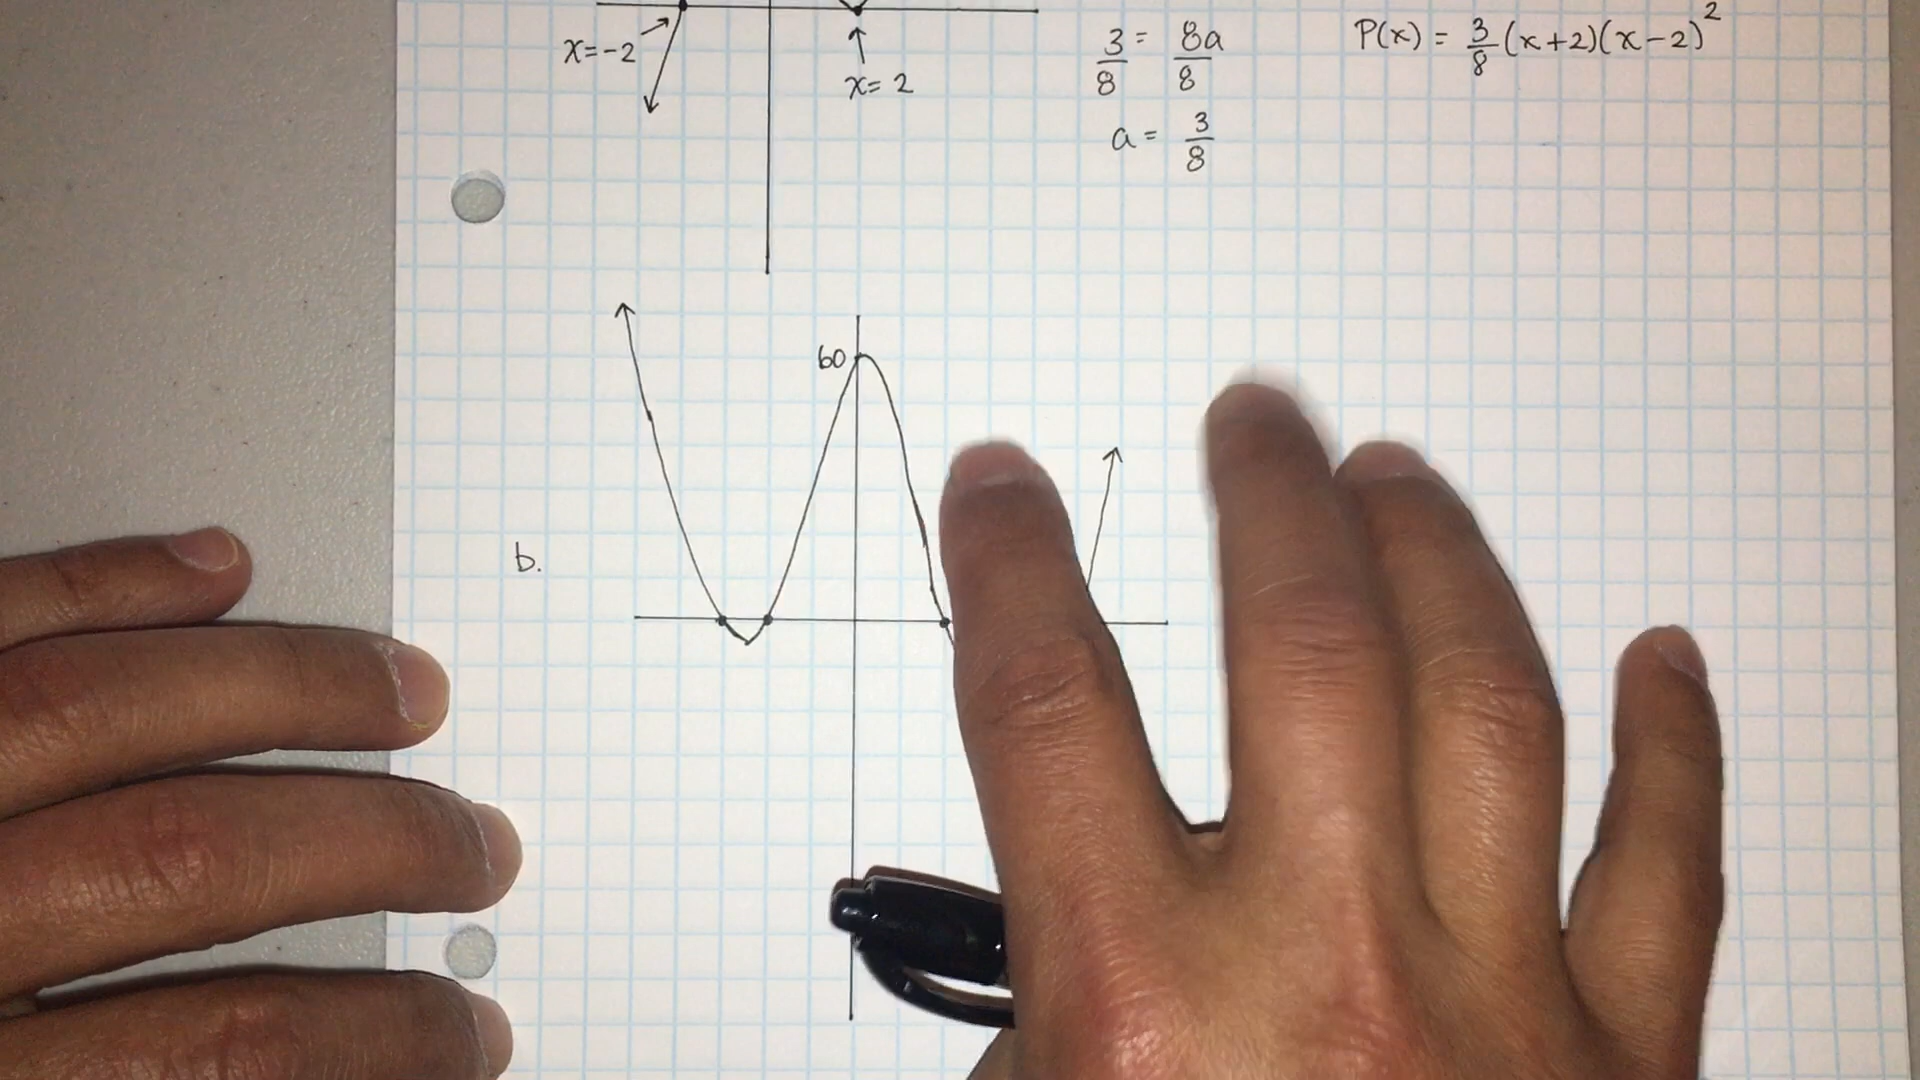 x=-2
x=2
3/8 = 8a/8
a = 3/8
P(x) = 3/8 (x+2)(x-2)²
60
b.